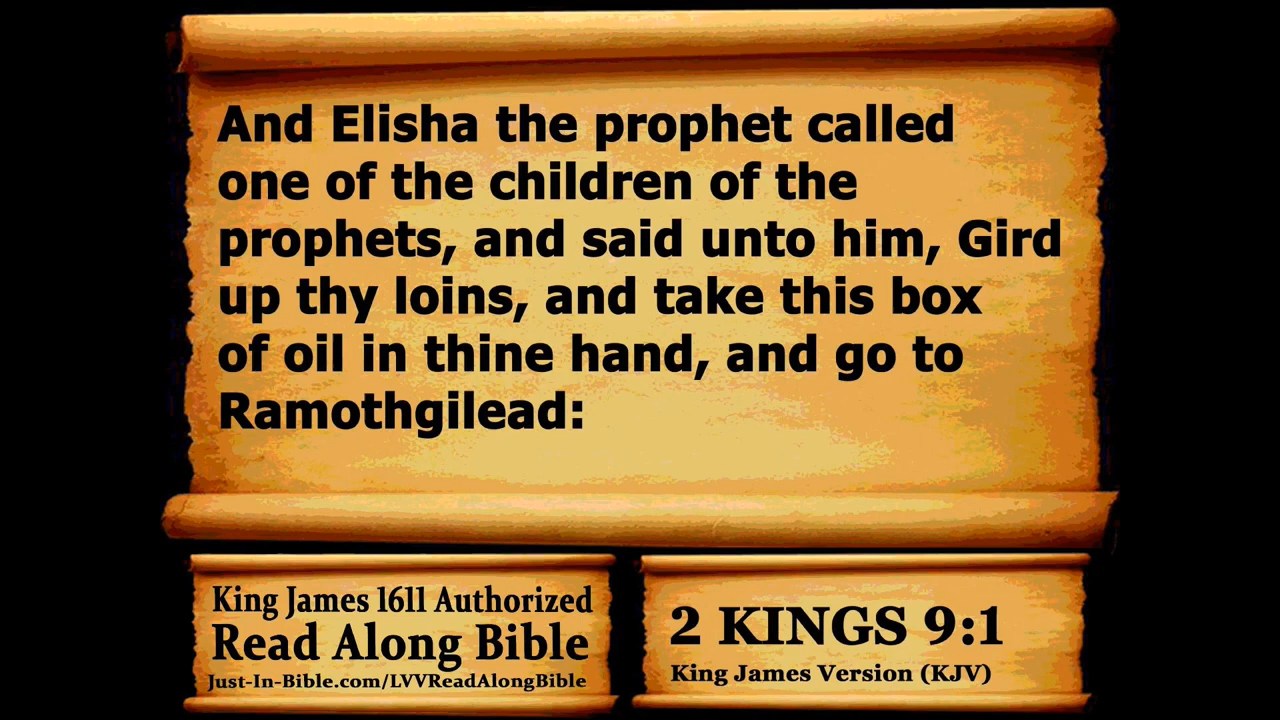 And Elisha the prophet called
one of the children of the
prophets, and said unto him, Gird
up thy loins, and take this box
of oil in thine hand, and go to
Ramothgilead:
King James 1611 Authorized
Read Along Bible
Just-In-Bible.com/LVVReadAlongBible
2 KINGS 9:1
King James Version (KJV)